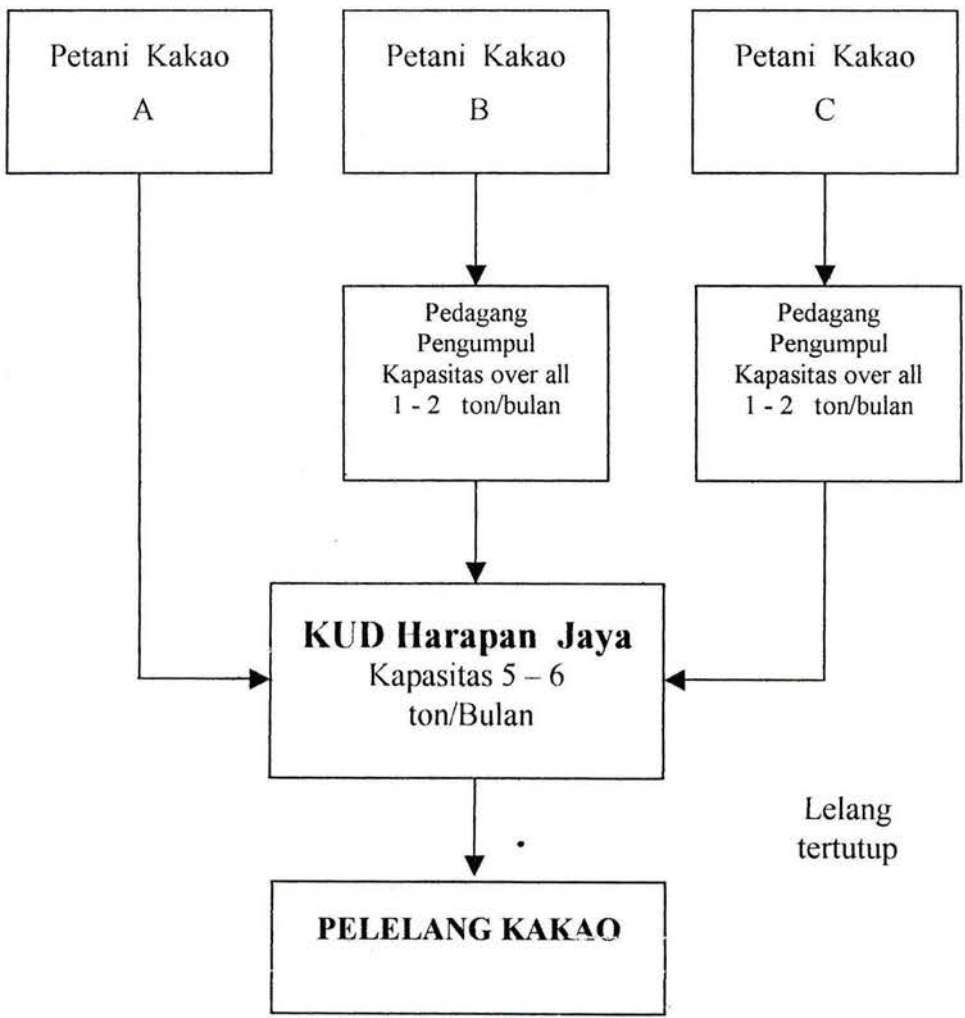 Petani Kakao
A
Petani Kakao
B
Petani Kakao
C
Pedagang
Pengumpul
Kapasitas over all
1 - 2 ton/bulan
Pedagang
Pengumpul
Kapasitas over all
1 - 2 ton/bulan
KUD Harapan Jaya
Kapasitas 5 – 6
ton/Bulan
Lelang
tertutup
PELELANG KAKAO